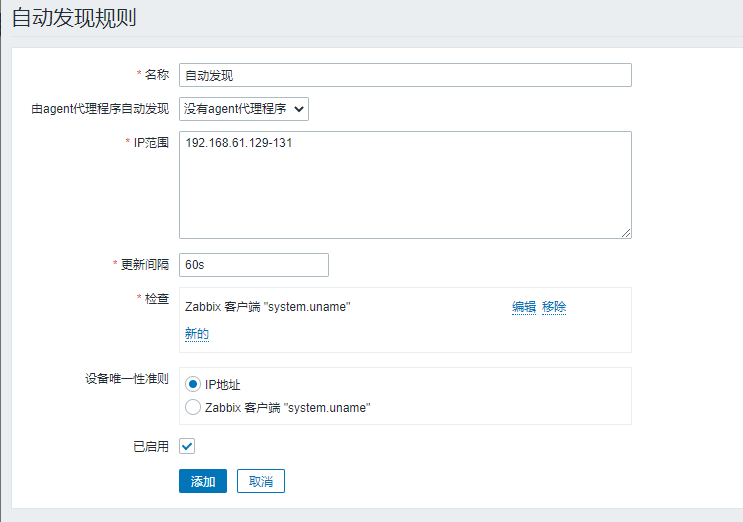 自动发现规则
* 名称 自动发现
由agent代理程序自动发现 没有agent代理程序
* IP范围 192.168.61.129-131
* 更新间隔 60s
* 检查 Zabbix 客户端 "system.uname" 编辑 移除
新的
设备唯一性准则 IP地址
Zabbix 客户端 "system.uname"
已启用
添加 取消